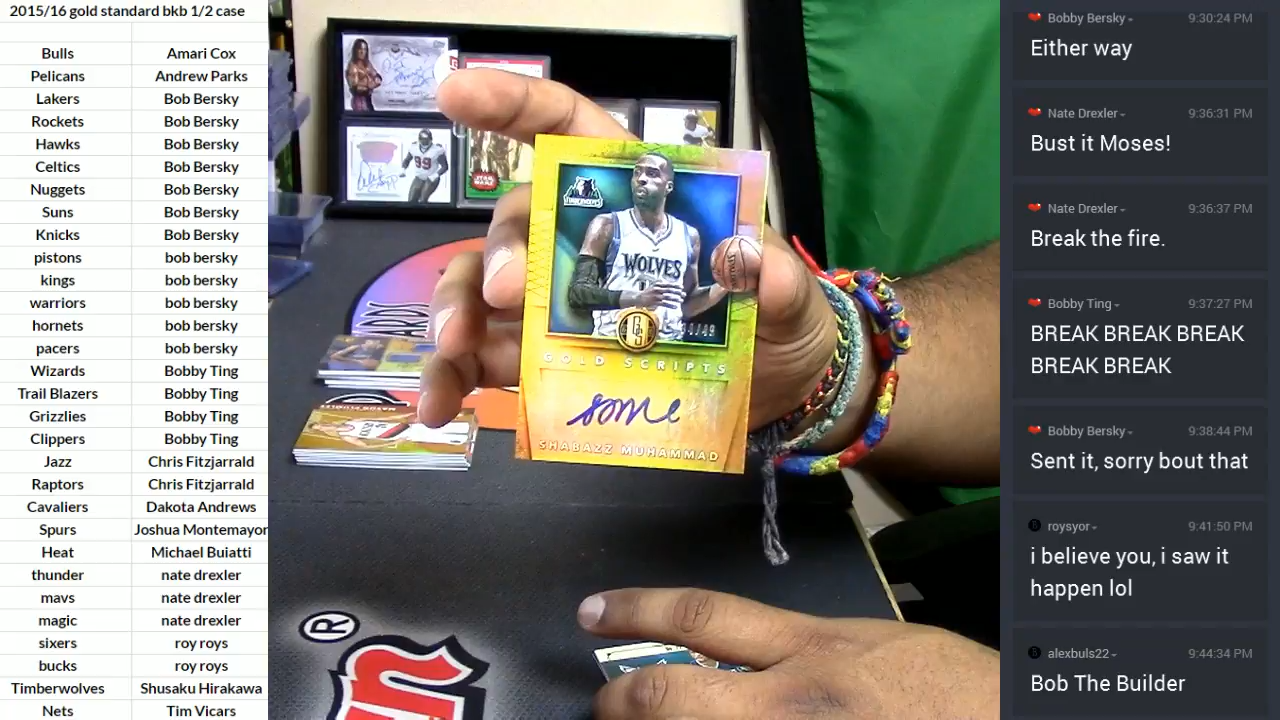 2015/16 gold standard bkb 1/2 case
Bulls Amari Cox
Pelicans Andrew Parks
Lakers Bob Bersky
Rockets Bob Bersky
Hawks Bob Bersky
Celtics Bob Bersky
Nuggets Bob Bersky
Suns Bob Bersky
Knicks Bob Bersky
pistons bob bersky
kings bob bersky
warriors bob bersky
hornets bob bersky
pacers bob bersky
Wizards Bobby Ting
Trail Blazers Bobby Ting
Grizzlies Bobby Ting
Clippers Bobby Ting
Jazz Chris Fitzjarrald
Raptors Chris Fitzjarrald
Cavaliers Dakota Andrews
Spurs Joshua Montemayor
Heat Michael Buiatti
thunder nate drexler
mavs nate drexler
magic nate drexler
sixers roy roys
bucks roy roys
Timberwolves Shusaku Hirakawa
Nets Tim Vicars
99
STAR WARS
TIMBERWOLVES
WOLVES
SPALDING
GS
/49
GOLD SCRIPTS
SHABAZZ MUHAMMAD
®
Bobby Bersky 9:30:24 PM
Either way
Nate Drexler 9:36:31 PM
Bust it Moses!
Nate Drexler 9:36:37 PM
Break the fire.
Bobby Ting 9:37:27 PM
BREAK BREAK BREAK
BREAK BREAK
Bobby Bersky 9:38:44 PM
Sent it, sorry bout that
roysyor 9:41:50 PM
i believe you, i saw it
happen lol
alexbuls22 9:44:34 PM
Bob The Builder